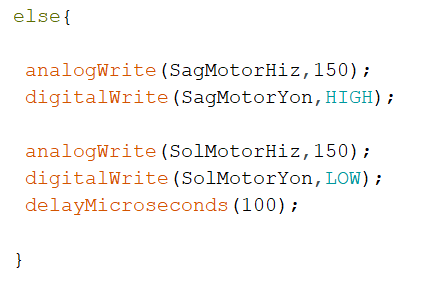 else{
analogWrite(SagMotorHiz,150);
digitalWrite(SagMotorYon,HIGH);
analogWrite(SolMotorHiz,150);
digitalWrite(SolMotorYon,LOW);
delayMicroseconds(100);
}